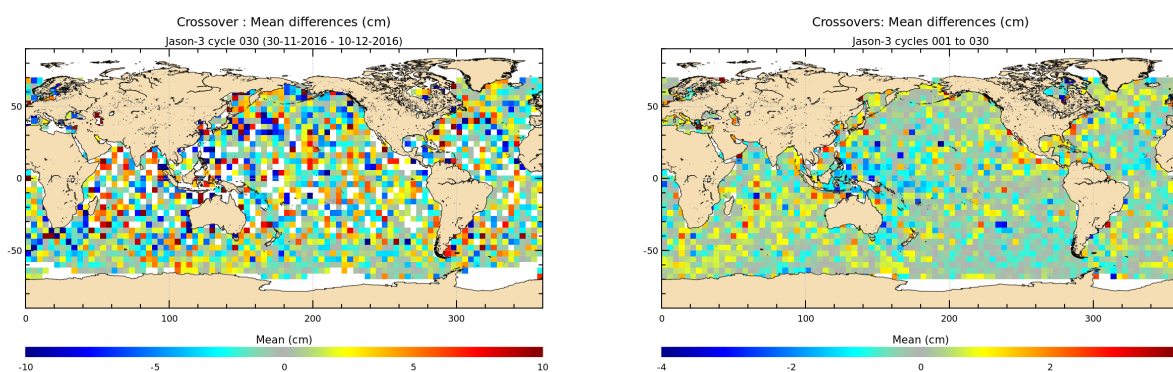 Crossover : Mean differences (cm)
Jason-3 cycle 030 (30-11-2016 - 10-12-2016)
50
0
-50
0 100 200 300
Mean (cm)
-10 -5 0 5 10
Crossovers: Mean differences (cm)
Jason-3 cycles 001 to 030
50
0
-50
0 100 200 300
Mean (cm)
-4 -2 0 2